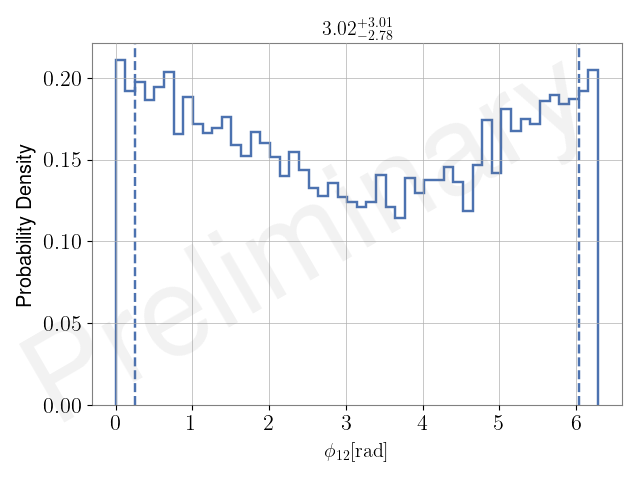 3.02^{+3.01}_{-2.78}
Probability Density
0.20
0.15
0.10
0.05
0.00
0 1 2 3 4 5 6
ϕ₁₂[rad]
Preliminary